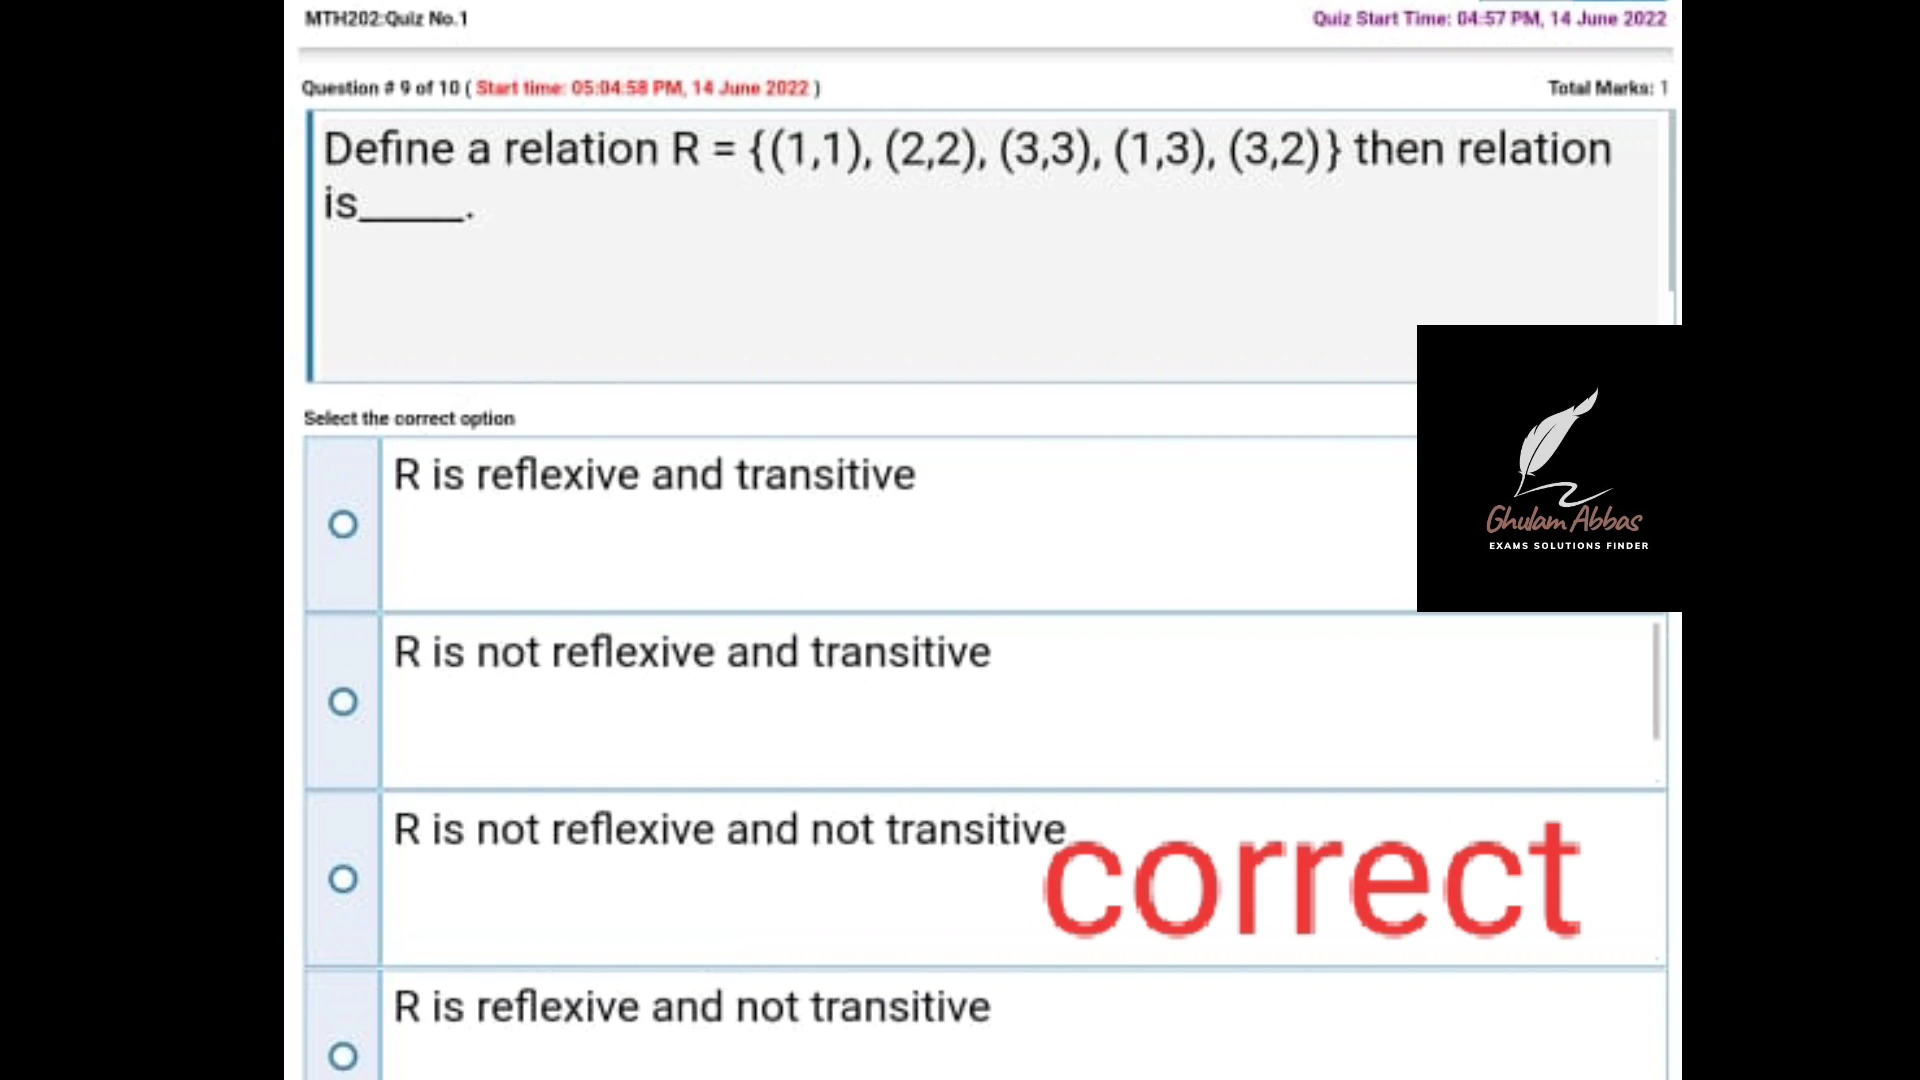 MTH202:Quiz No.1
Quiz Start Time: 04:57 PM, 14 June 2022
Question # 9 of 10 ( Start time: 05:04:58 PM, 14 June 2022 )
Total Marks: 1
Define a relation R = {(1,1), (2,2), (3,3), (1,3), (3,2)} then relation
is_____.
Select the correct option
R is reflexive and transitive
Ghulam Abbas
EXAMS SOLUTIONS FINDER
R is not reflexive and transitive
R is not reflexive and not transitive
correct
R is reflexive and not transitive